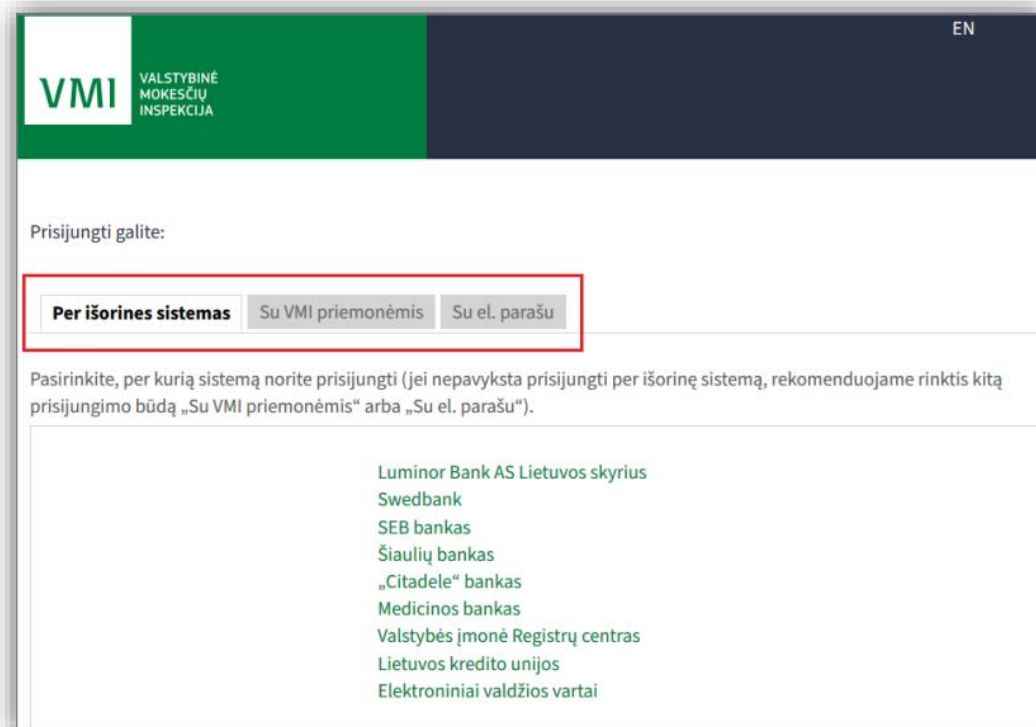 EN
VMI
VALSTYBINĖ
MOKESČIŲ
INSPEKCIJA
Prisijungti galite:
Per išorines sistemas Su VMI priemonėmis Su el. parašu
Pasirinkite, per kurią sistemą norite prisijungti (jei nepavyksta prisijungti per išorinę sistemą, rekomenduojame rinktis kitą
prisijungimo būdą „Su VMI priemonėmis“ arba „Su el. parašu“).
Luminor Bank AS Lietuvos skyrius
Swedbank
SEB bankas
Šiaulių bankas
„Citadele“ bankas
Medicinos bankas
Valstybės įmonė Registrų centras
Lietuvos kredito unijos
Elektroniniai valdžios vartai